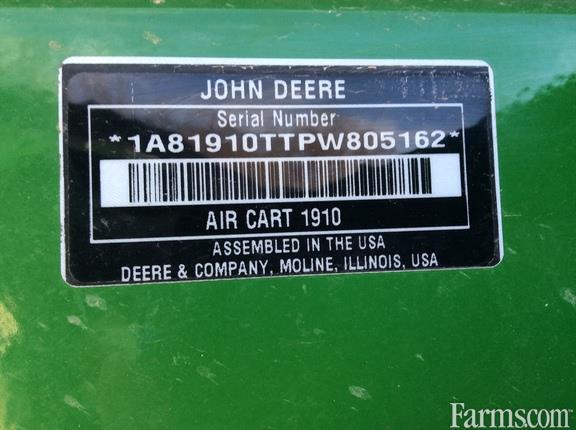 JOHN DEERE
Serial Number
*1A81910TTPW805162*
AIR CART 1910
ASSEMBLED IN THE USA
DEERE & COMPANY, MOLINE, ILLINOIS, USA
Farms.com